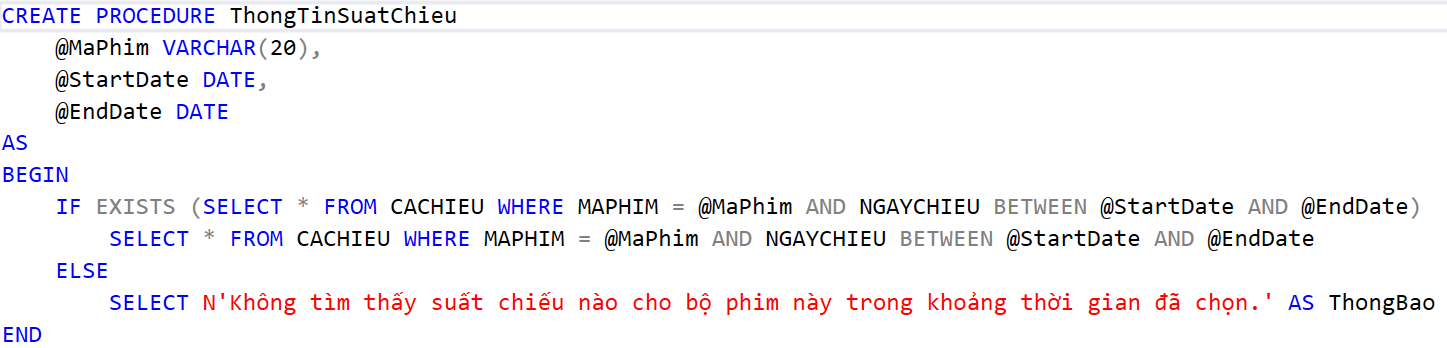 CREATE PROCEDURE ThongTinSuatChieu
    @MaPhim VARCHAR(20),
    @StartDate DATE,
    @EndDate DATE
AS
BEGIN
    IF EXISTS (SELECT * FROM CACHIEU WHERE MAPHIM = @MaPhim AND NGAYCHIEU BETWEEN @StartDate AND @EndDate)
        SELECT * FROM CACHIEU WHERE MAPHIM = @MaPhim AND NGAYCHIEU BETWEEN @StartDate AND @EndDate
    ELSE
        SELECT N'Không tìm thấy suất chiếu nào cho bộ phim này trong khoảng thời gian đã chọn.' AS ThongBao
END